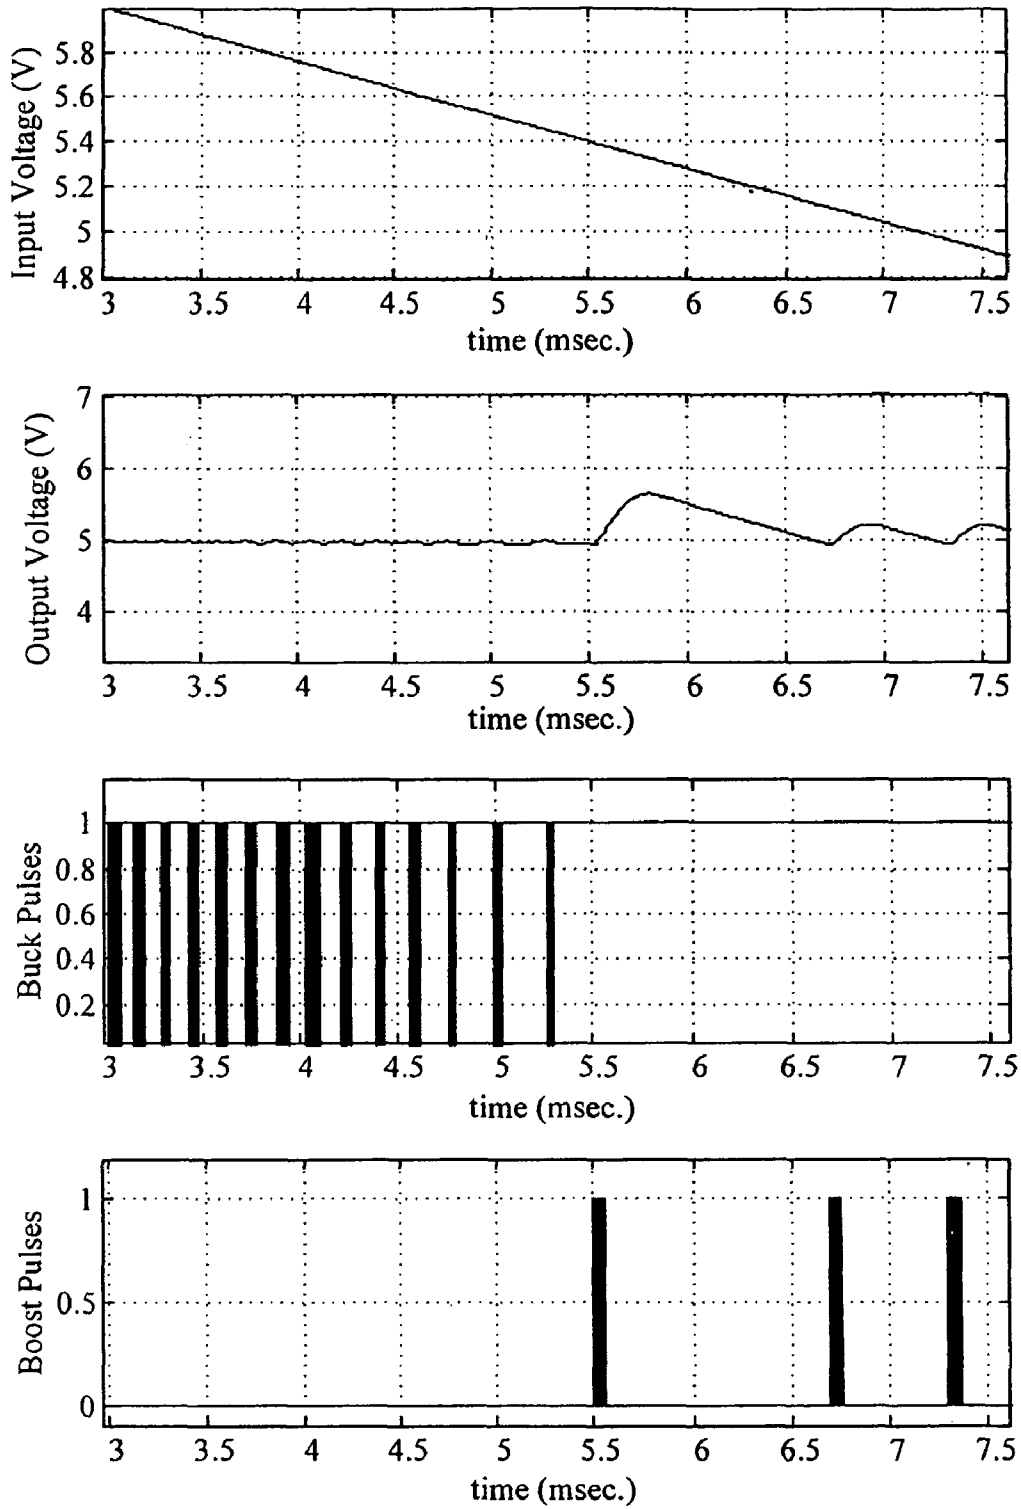 Input Voltage (V)
5.8
5.6
5.4
5.2
5
4.8
3 3.5 4 4.5 5 5.5 6 6.5 7 7.5
time (msec.)
Output Voltage (V)
7
6
5
4
3 3.5 4 4.5 5 5.5 6 6.5 7 7.5
time (msec.)
Buck Pulses
1
0.8
0.6
0.4
0.2
3 3.5 4 4.5 5 5.5 6 6.5 7 7.5
time (msec.)
Boost Pulses
1
0.5
0
3 3.5 4 4.5 5 5.5 6 6.5 7 7.5
time (msec.)